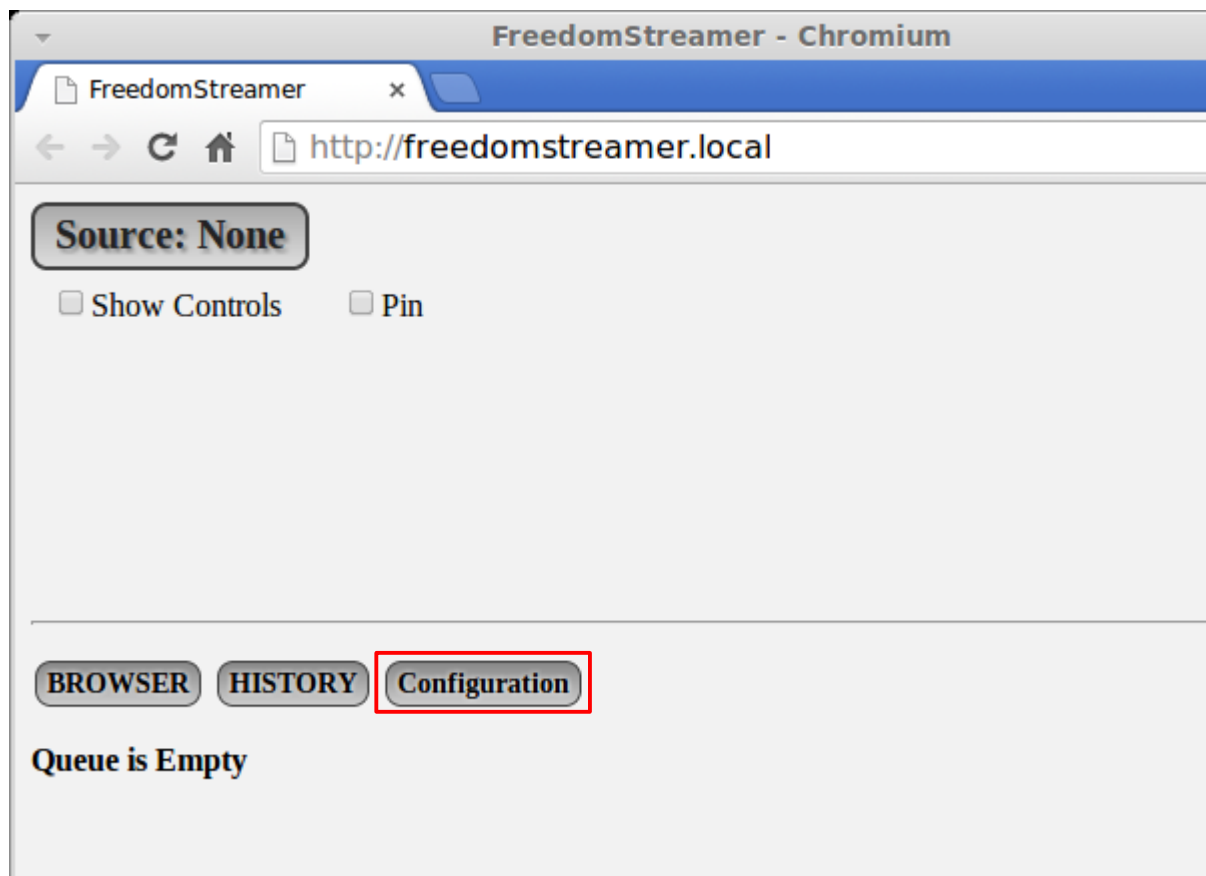 FreedomStreamer - Chromium
FreedomStreamer
http://freedomstreamer.local
Source: None
Show Controls Pin
BROWSER HISTORY Configuration
Queue is Empty